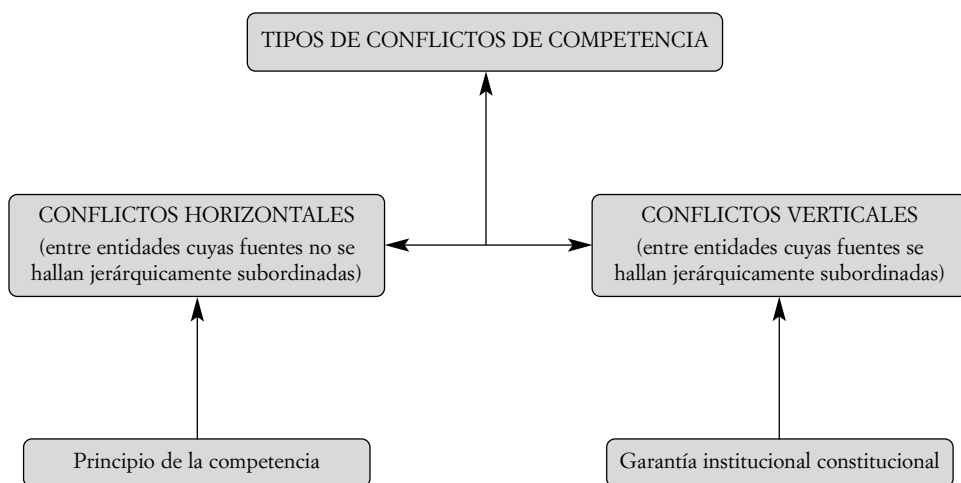 TIPOS DE CONFLICTOS DE COMPETENCIA
CONFLICTOS HORIZONTALES
(entre entidades cuyas fuentes no se
hallan jerárquicamente subordinadas)
CONFLICTOS VERTICALES
(entre entidades cuyas fuentes se
hallan jerárquicamente subordinadas)
Principio de la competencia
Garantía institucional constitucional